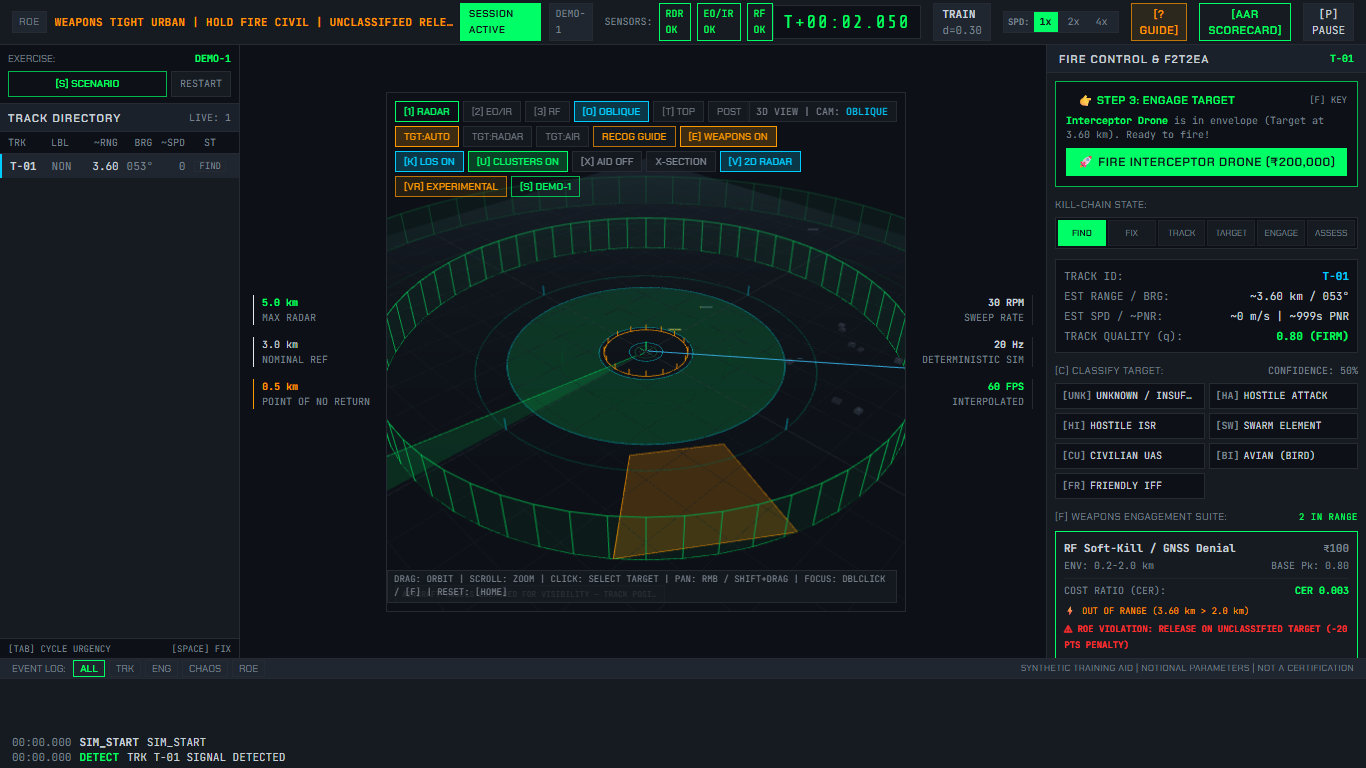 ROE
WEAPONS TIGHT URBAN | HOLD FIRE CIVIL | UNCLASSIFIED RELE…
SESSION ACTIVE
DEMO-1
SENSORS:
RDR OK
EO/IR OK
RF OK
T+00:02.050
TRAIN
d=0.30
SPD: 1x 2x 4x
[? GUIDE]
[AAR SCORECARD]
[P] PAUSE
EXERCISE: DEMO-1
[S] SCENARIO RESTART
TRACK DIRECTORY LIVE: 1
TRK LBL ~RNG BRG ~SPD ST
T-01 NON 3.60 053° 0 FIND
[TAB] CYCLE URGENCY [SPACE] FIX
[1] RADAR [2] EO/IR [3] RF [O] OBLIQUE [T] TOP POST 3D VIEW | CAM: OBLIQUE
TGT:AUTO TGT:RADAR TGT:AIR RECOG GUIDE [E] WEAPONS ON
[K] LOS ON [U] CLUSTERS ON [X] AID OFF X-SECTION [V] 2D RADAR
[VR] EXPERIMENTAL [S] DEMO-1
5.0 km
MAX RADAR
3.0 km
NOMINAL REF
0.5 km
POINT OF NO RETURN
30 RPM
SWEEP RATE
20 Hz
DETERMINISTIC SIM
60 FPS
INTERPOLATED
DRAG: ORBIT | SCROLL: ZOOM | CLICK: SELECT TARGET | PAN: RMB / SHIFT+DRAG | FOCUS: DBLCLICK
/ [F] | RESET: [HOME]
FIRE CONTROL & F2T2EA T-01
👉 STEP 3: ENGAGE TARGET [F] KEY
Interceptor Drone is in envelope (Target at
3.60 km). Ready to fire!
🚀 FIRE INTERCEPTOR DRONE (₹200,000)
KILL-CHAIN STATE:
FIND FIX TRACK TARGET ENGAGE ASSESS
TRACK ID: T-01
EST RANGE / BRG: ~3.60 km / 053°
EST SPD / ~PNR: ~0 m/s | ~999s PNR
TRACK QUALITY (q): 0.80 (FIRM)
[C] CLASSIFY TARGET: CONFIDENCE: 50%
[UNK] UNKNOWN / INSUF… [HA] HOSTILE ATTACK
[HI] HOSTILE ISR [SW] SWARM ELEMENT
[CU] CIVILIAN UAS [BI] AVIAN (BIRD)
[FR] FRIENDLY IFF
[F] WEAPONS ENGAGEMENT SUITE: 2 IN RANGE
RF Soft-Kill / GNSS Denial ₹100
ENV: 0.2-2.0 km BASE Pk: 0.80
COST RATIO (CER): CER 0.003
⚡ OUT OF RANGE (3.60 km > 2.0 km)
⚠ ROE VIOLATION: RELEASE ON UNCLASSIFIED TARGET (-20
PTS PENALTY)
EVENT LOG: ALL TRK ENG CHAOS ROE
SYNTHETIC TRAINING AID | NOTIONAL PARAMETERS | NOT A CERTIFICATION
00:00.000 SIM_START SIM_START
00:00.000 DETECT TRK T-01 SIGNAL DETECTED